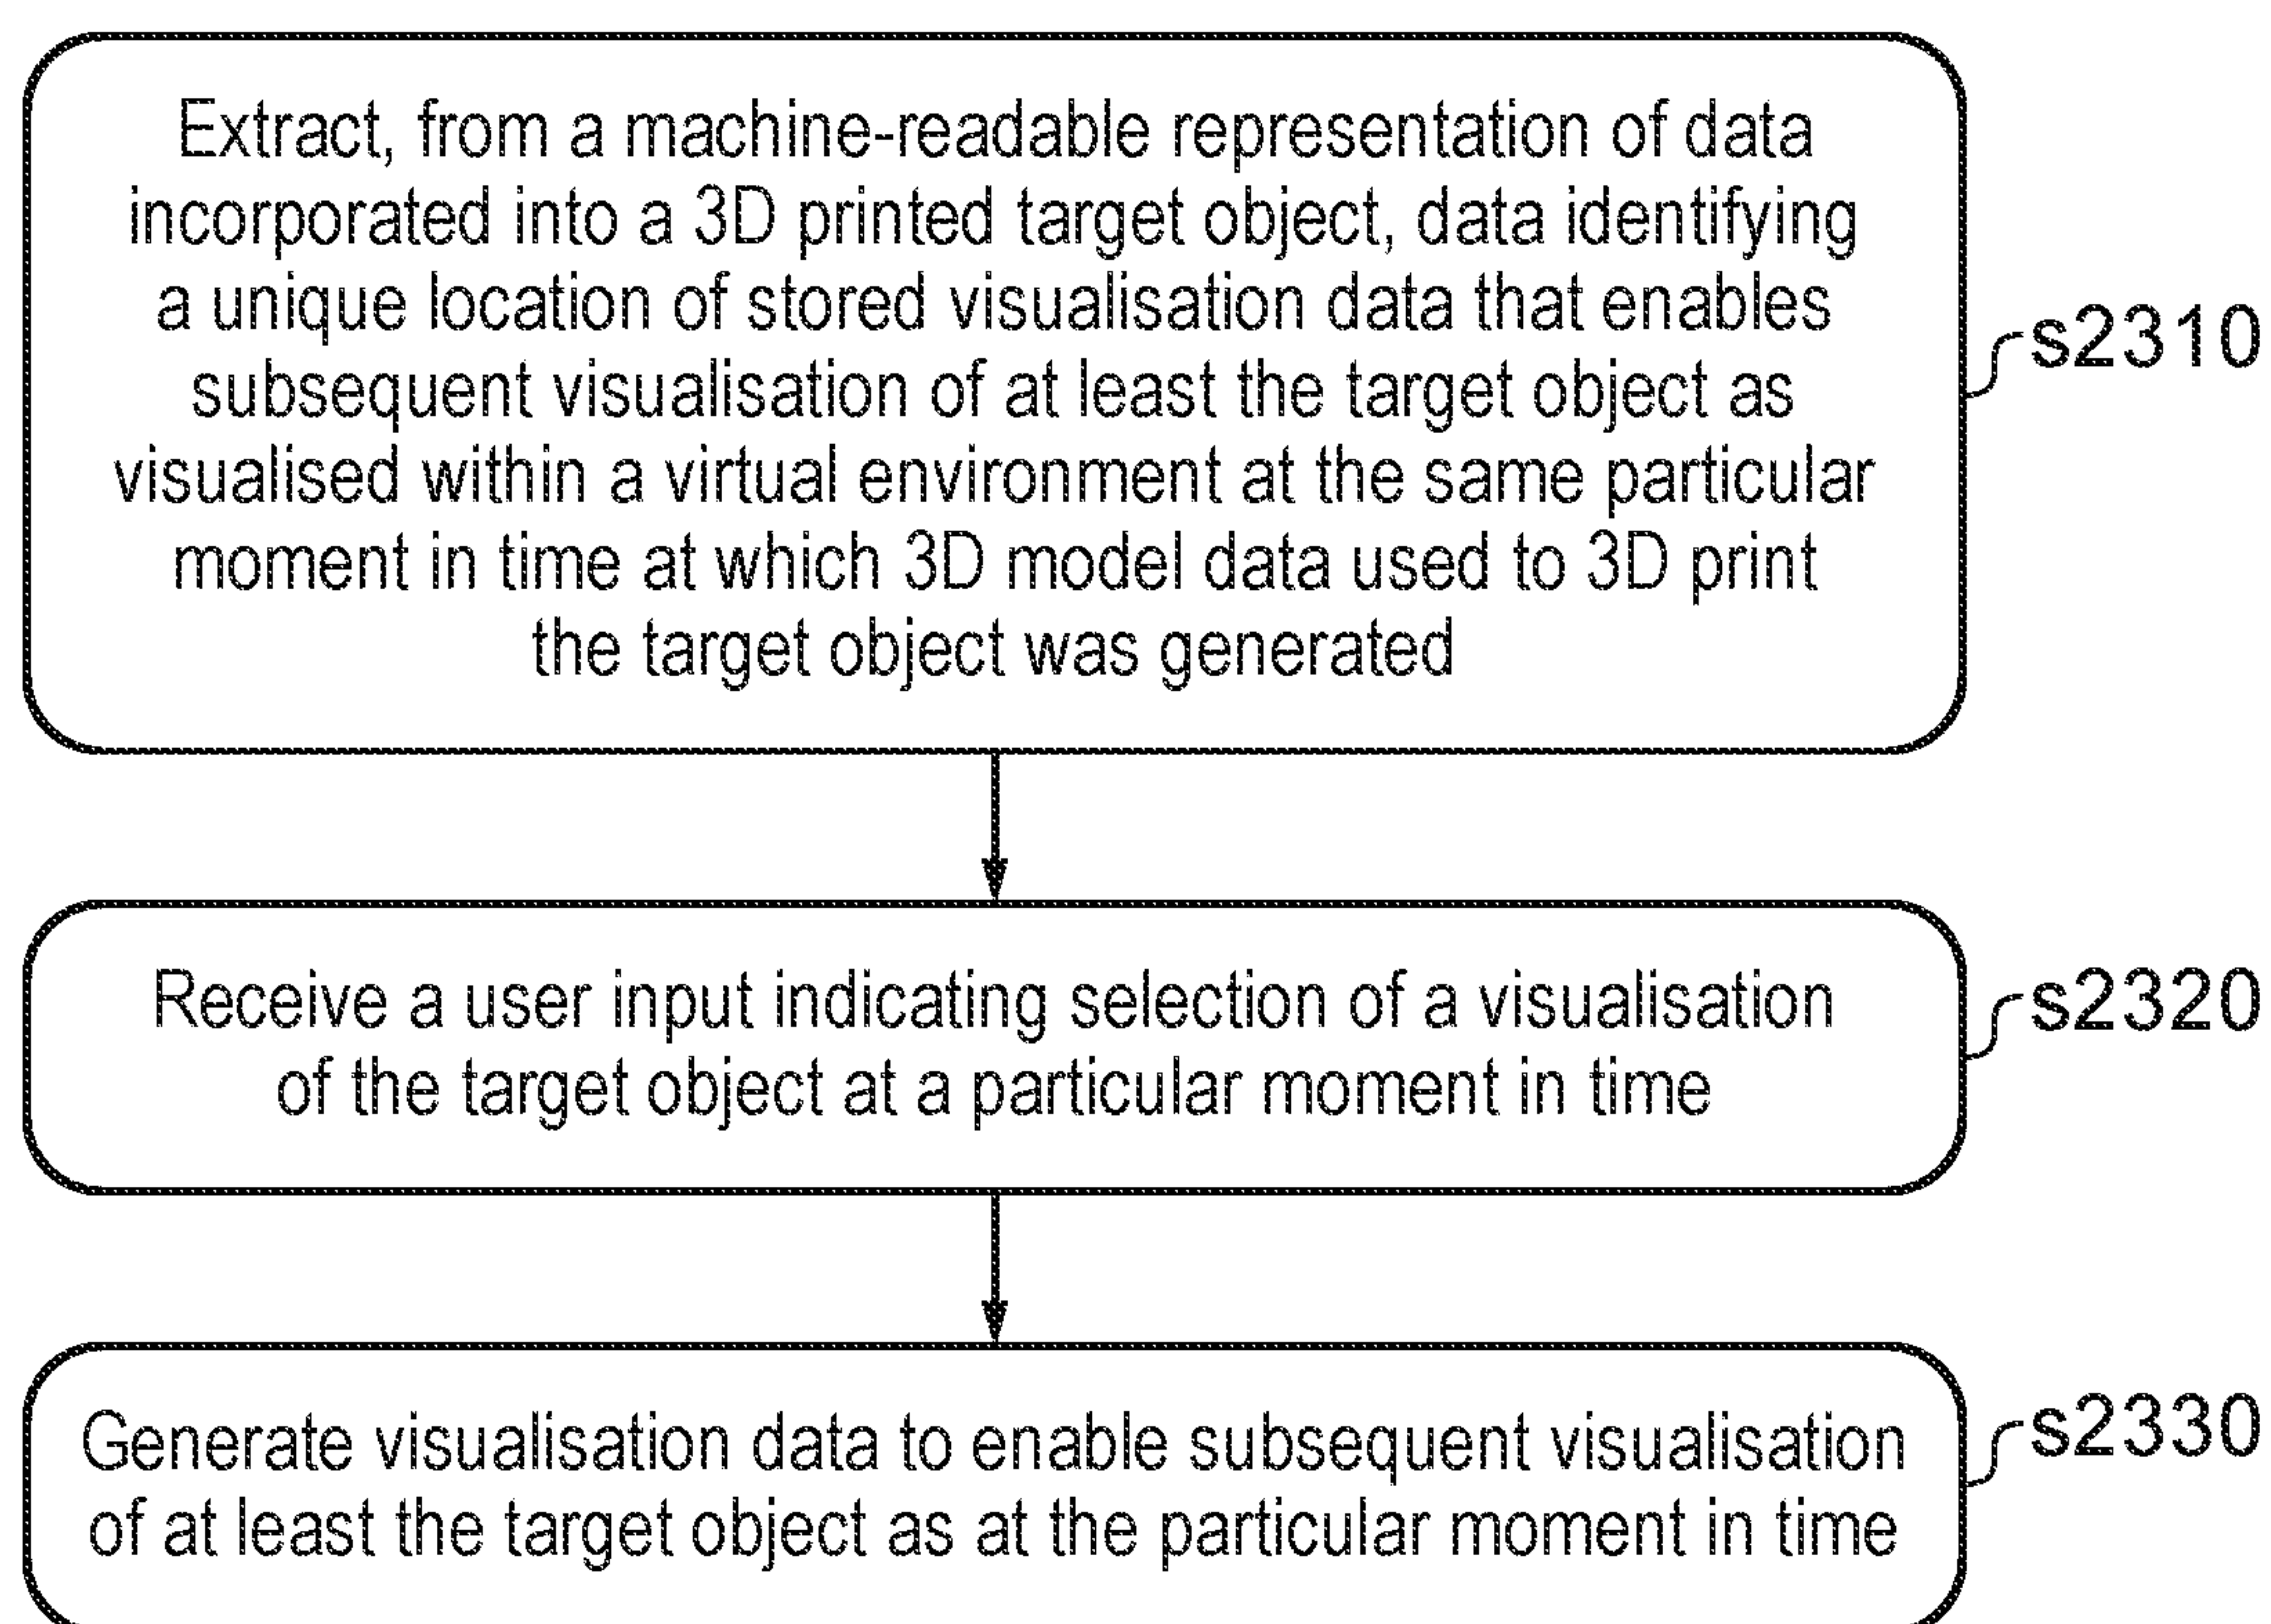 Extract, from a machine-readable representation of data
incorporated into a 3D printed target object, data identifying
a unique location of stored visualisation data that enables
subsequent visualisation of at least the target object as
visualised within a virtual environment at the same particular
moment in time at which 3D model data used to 3D print
the target object was generated
s2310
Receive a user input indicating selection of a visualisation
of the target object at a particular moment in time
s2320
Generate visualisation data to enable subsequent visualisation
of at least the target object as at the particular moment in time
s2330